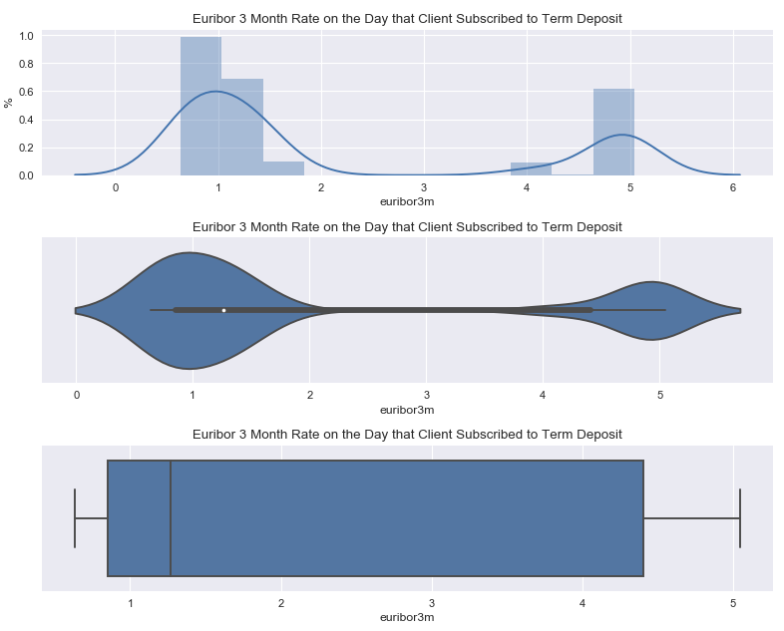 Euribor 3 Month Rate on the Day that Client Subscribed to Term Deposit
1.0
0.8
0.6
0.4
0.2
0.0
%
0 1 2 3 4 5 6
euribor3m
Euribor 3 Month Rate on the Day that Client Subscribed to Term Deposit
0 1 2 3 4 5
euribor3m
Euribor 3 Month Rate on the Day that Client Subscribed to Term Deposit
1 2 3 4 5
euribor3m